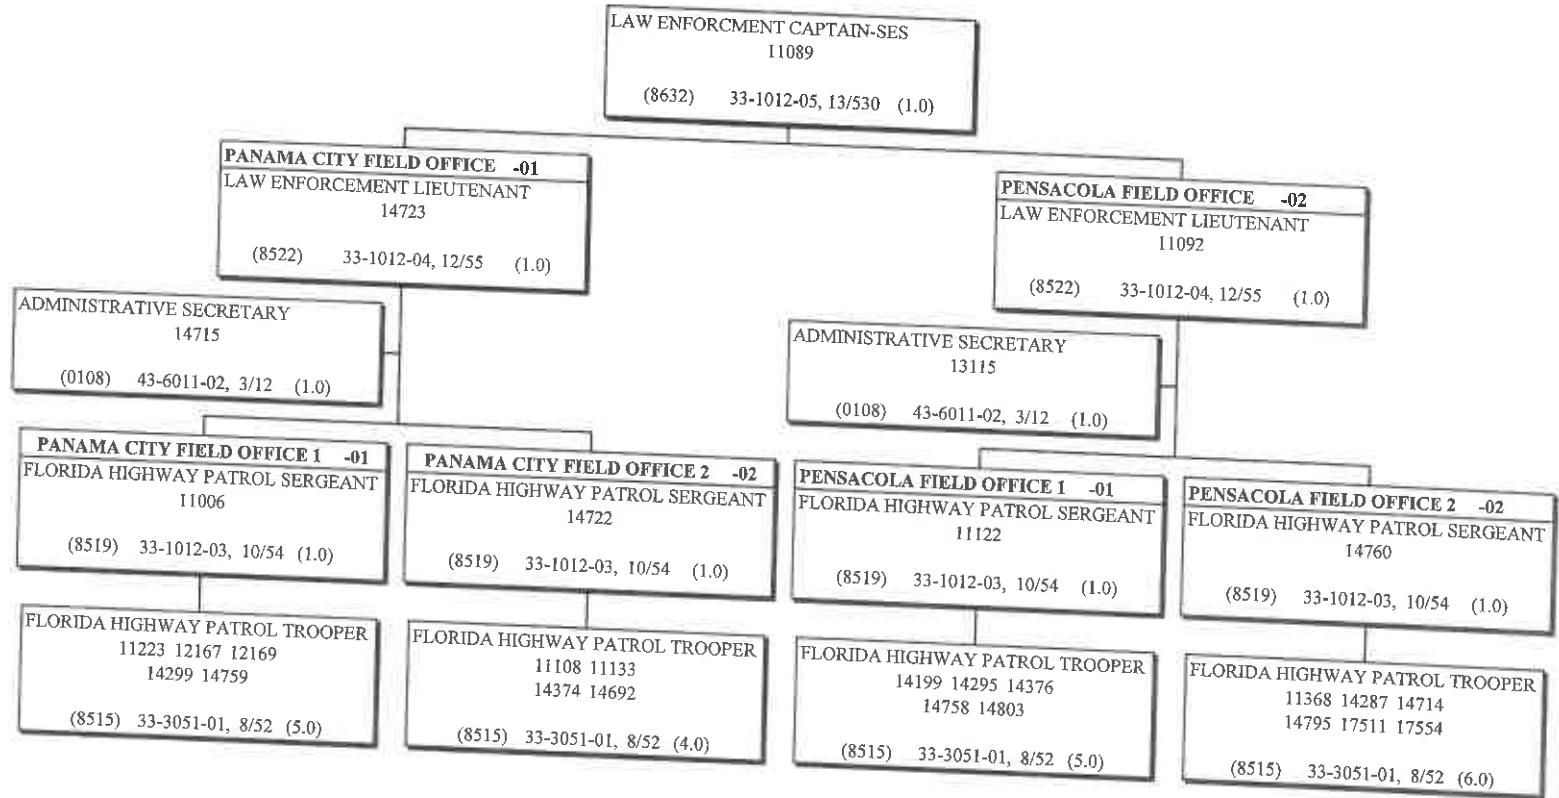 LAW ENFORCMENT CAPTAIN-SES
11089
(8632) 33-1012-05, 13/530 (1.0)
PANAMA CITY FIELD OFFICE -01
LAW ENFORCEMENT LIEUTENANT
14723
(8522) 33-1012-04, 12/55 (1.0)
PENSACOLA FIELD OFFICE -02
LAW ENFORCEMENT LIEUTENANT
11092
(8522) 33-1012-04, 12/55 (1.0)
ADMINISTRATIVE SECRETARY
14715
(0108) 43-6011-02, 3/12 (1.0)
ADMINISTRATIVE SECRETARY
13115
(0108) 43-6011-02, 3/12 (1.0)
PANAMA CITY FIELD OFFICE 1 -01
FLORIDA HIGHWAY PATROL SERGEANT
11006
(8519) 33-1012-03, 10/54 (1.0)
PANAMA CITY FIELD OFFICE 2 -02
FLORIDA HIGHWAY PATROL SERGEANT
14722
(8519) 33-1012-03, 10/54 (1.0)
PENSACOLA FIELD OFFICE 1 -01
FLORIDA HIGHWAY PATROL SERGEANT
11122
(8519) 33-1012-03, 10/54 (1.0)
PENSACOLA FIELD OFFICE 2 -02
FLORIDA HIGHWAY PATROL SERGEANT
14760
(8519) 33-1012-03, 10/54 (1.0)
FLORIDA HIGHWAY PATROL TROOPER
11223 12167 12169
14299 14759
(8515) 33-3051-01, 8/52 (5.0)
FLORIDA HIGHWAY PATROL TROOPER
11108 11133
14374 14692
(8515) 33-3051-01, 8/52 (4.0)
FLORIDA HIGHWAY PATROL TROOPER
14199 14295 14376
14758 14803
(8515) 33-3051-01, 8/52 (5.0)
FLORIDA HIGHWAY PATROL TROOPER
11368 14287 14714
14795 17511 17554
(8515) 33-3051-01, 8/52 (6.0)